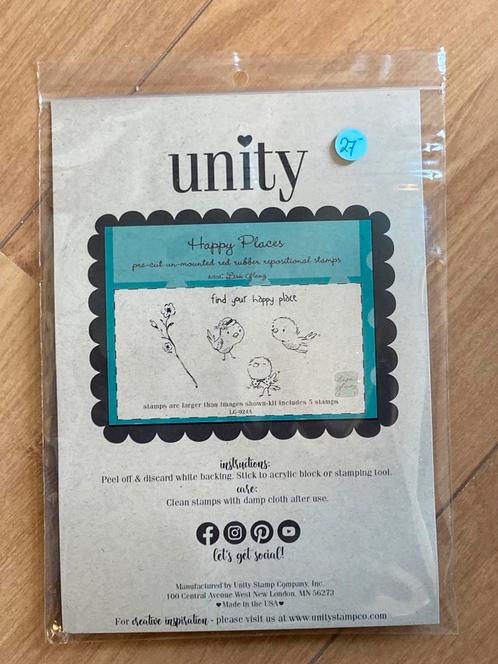 unity
27-
Happy Places
pre-cut un-mounted red rubber repositional stamps
artist: Lisa Glanz
find your happy place
stamps are larger than images shown-kit includes 5 stamps
LG-024A
instructions:
Peel off & discard white backing. Stick to acrylic block or stamping tool.
care:
Clean stamps with damp cloth after use.
let's get social!
Manufactured by Unity Stamp Company, Inc.
100 Central Avenue West New London, MN 56273
♥Made in the USA♥
For creative inspiration - please visit us at www.unitystampco.com